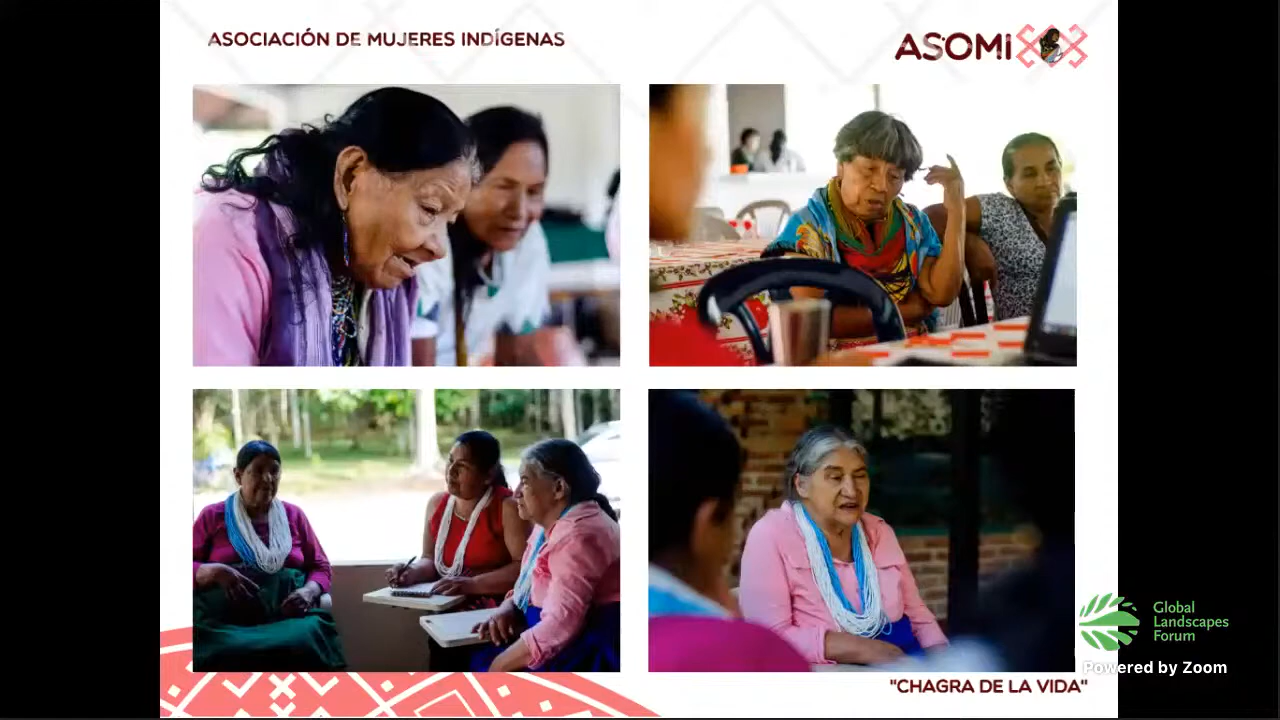 ASOCIACIÓN DE MUJERES INDÍGENAS
ASOMI
Global
Landscapes
Forum
Powered by Zoom
"CHAGRA DE LA VIDA"